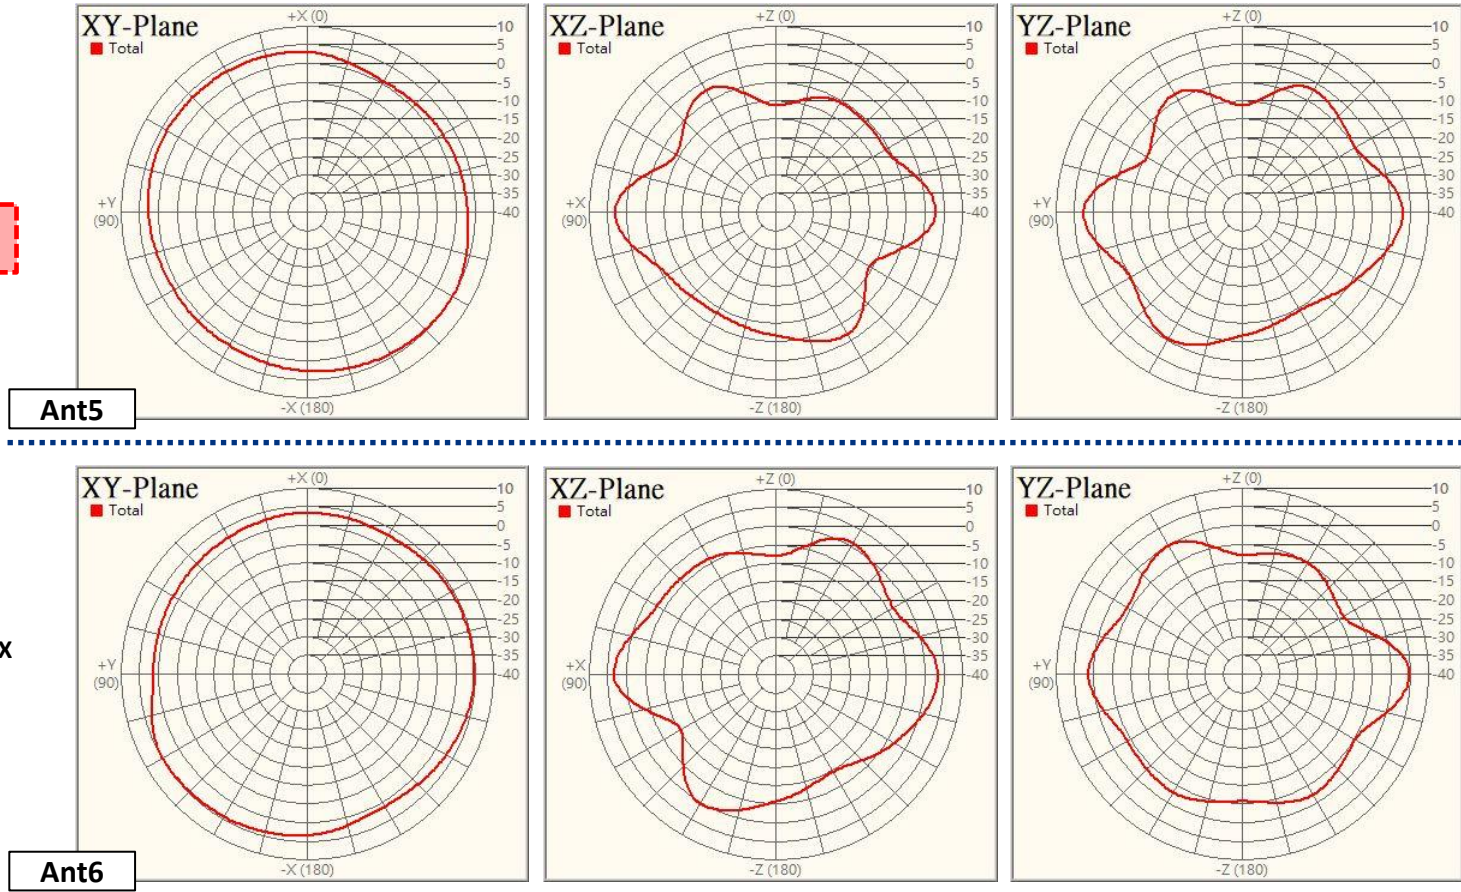 XY-Plane
Total
+X (0)
10
5
0
-5
-10
-15
-20
-25
-30
-35
-40
+Y
(90)
-X (180)
XZ-Plane
Total
+Z (0)
10
5
0
-5
-10
-15
-20
-25
-30
-35
-40
+X
(90)
-Z (180)
YZ-Plane
Total
+Z (0)
10
5
0
-5
-10
-15
-20
-25
-30
-35
-40
+Y
(90)
-Z (180)
Ant5
XY-Plane
Total
+X (0)
10
5
0
-5
-10
-15
-20
-25
-30
-35
-40
+Y
(90)
-X (180)
XZ-Plane
Total
+Z (0)
10
5
0
-5
-10
-15
-20
-25
-30
-35
-40
+X
(90)
-Z (180)
YZ-Plane
Total
+Z (0)
10
5
0
-5
-10
-15
-20
-25
-30
-35
-40
+Y
(90)
-Z (180)
x
Ant6